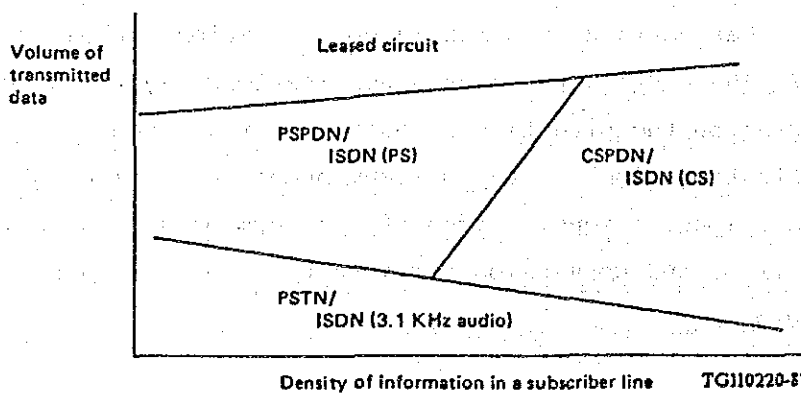 Volume of
transmitted
data
Leased circuit
PSPDN/
ISDN (PS)
CSPDN/
ISDN (CS)
PSTN/
ISDN (3.1 KHz audio)
Density of information in a subscriber line